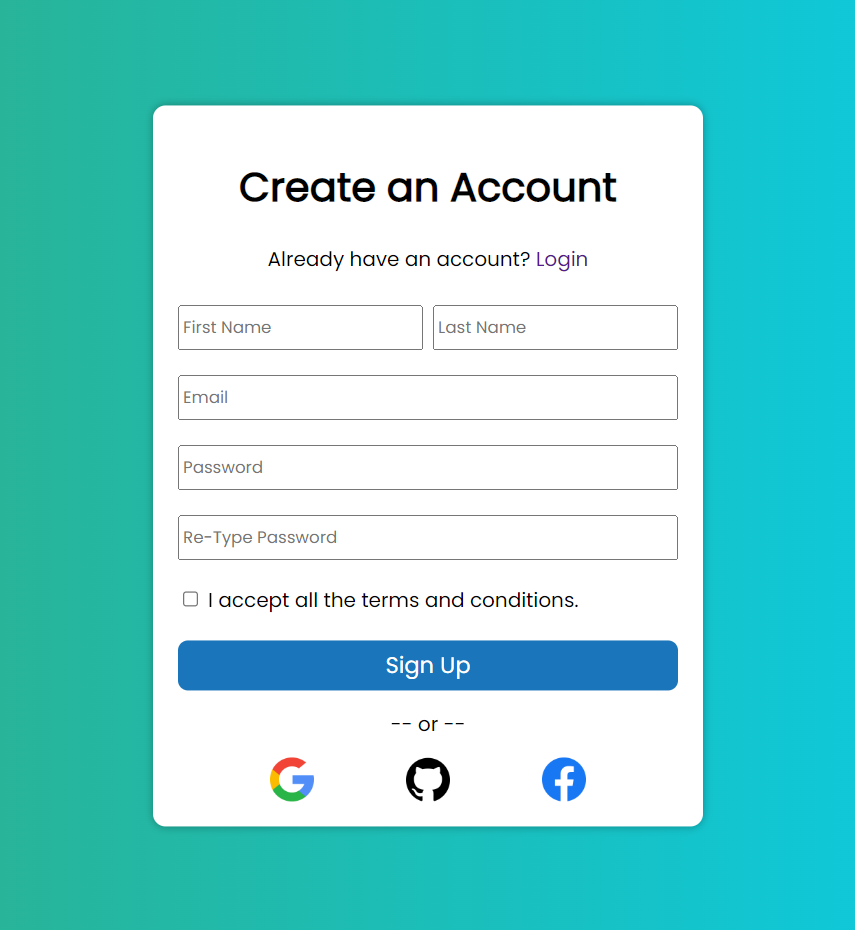 Create an Account
Already have an account? Login
First Name Last Name
Email
Password
Re-Type Password
I accept all the terms and conditions.
Sign Up
-- or --